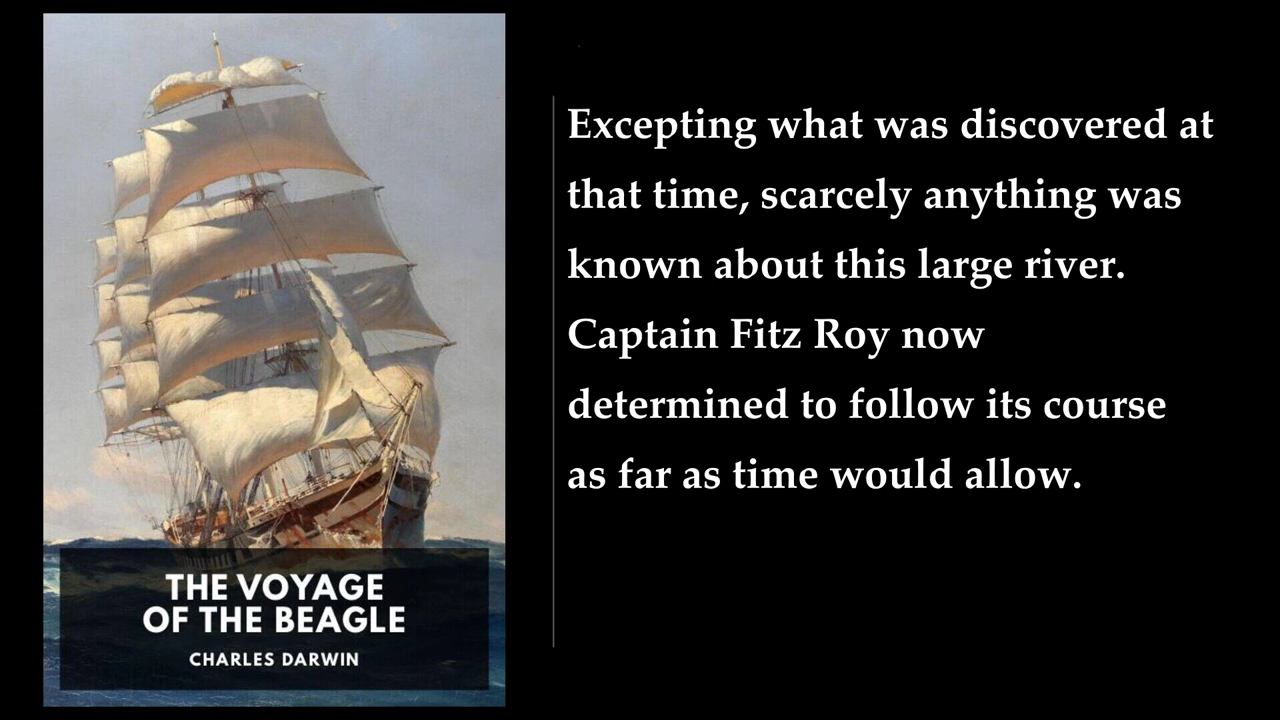 Excepting what was discovered at
that time, scarcely anything was
known about this large river.
Captain Fitz Roy now
determined to follow its course
as far as time would allow.
THE VOYAGE
OF THE BEAGLE
CHARLES DARWIN